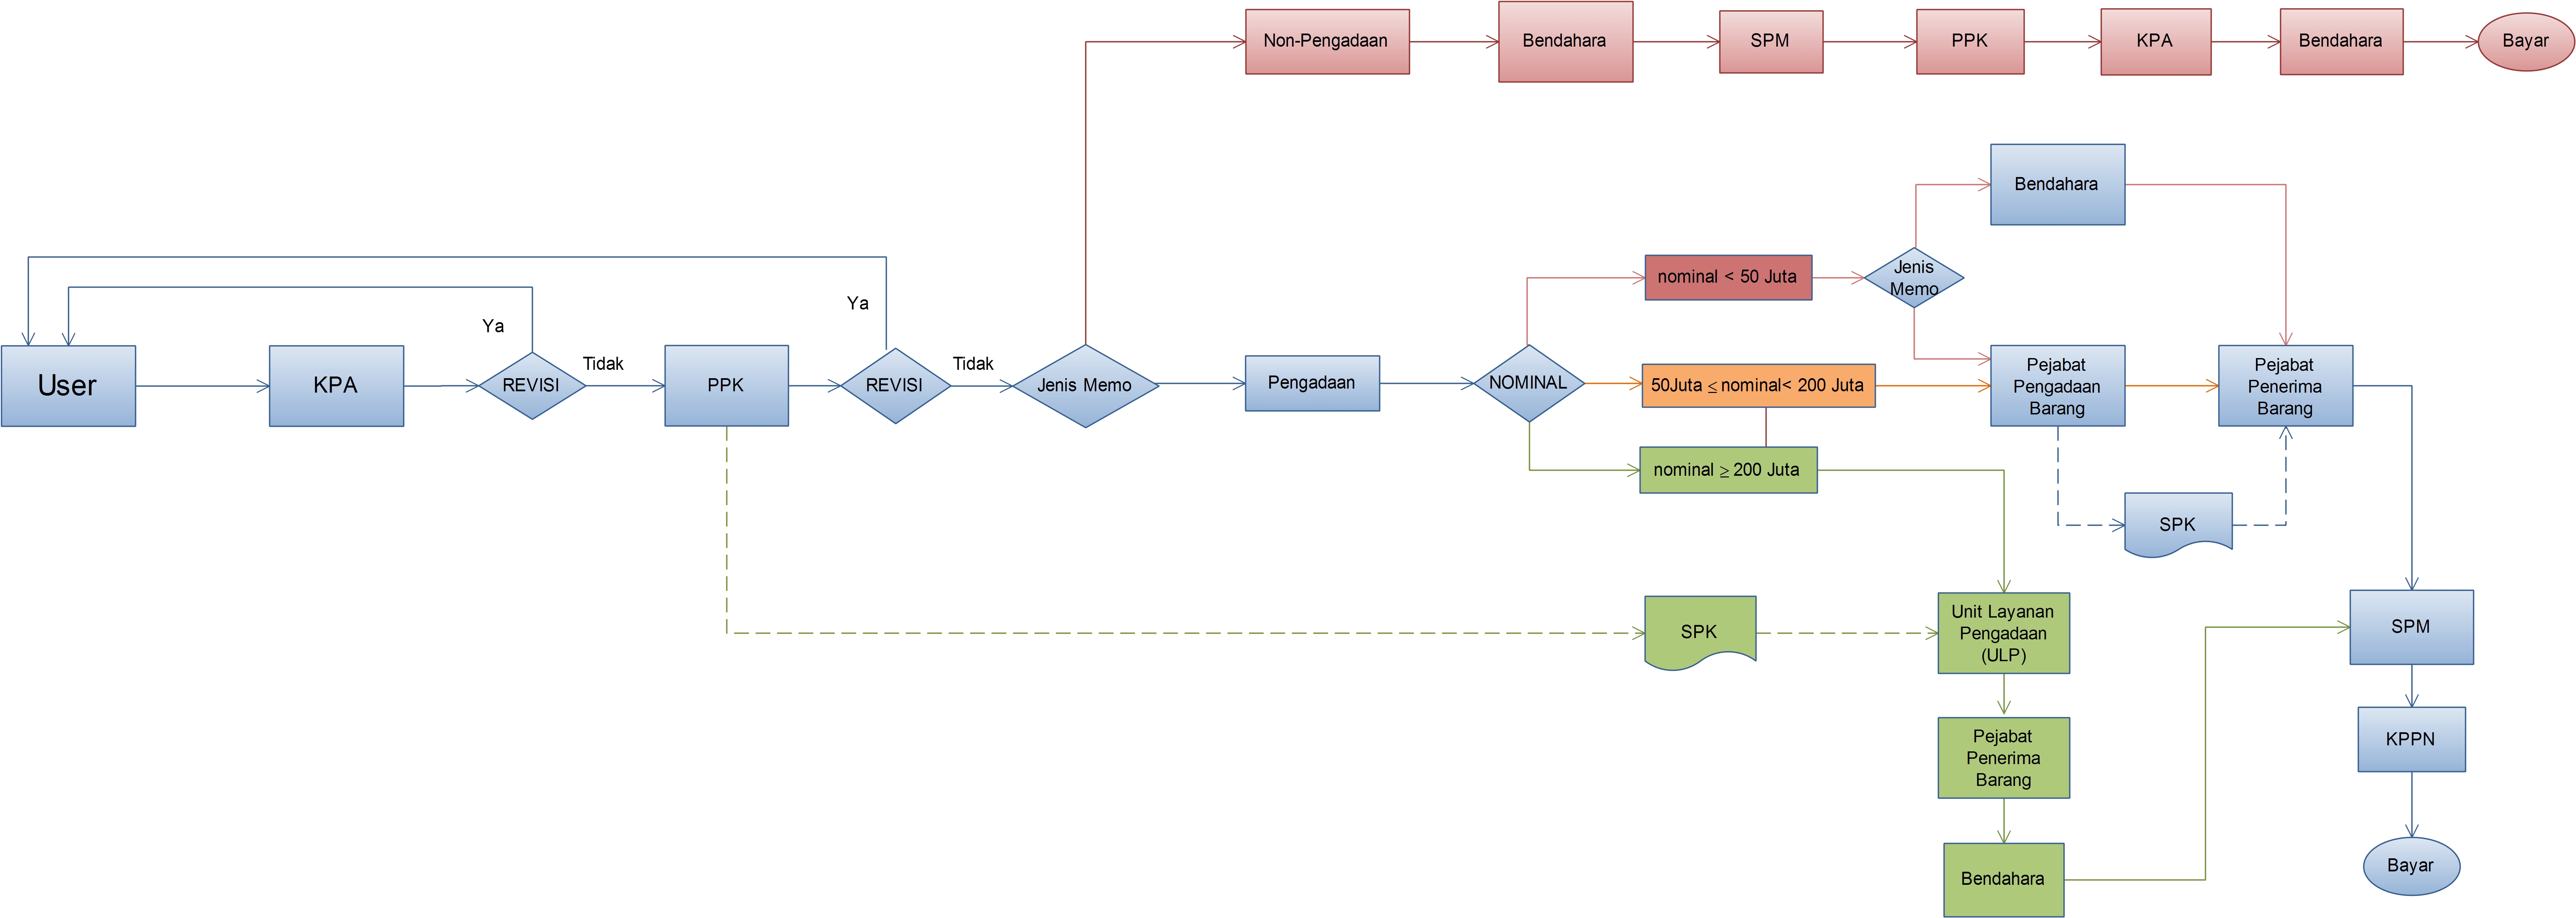 Non-Pengadaan
Bendahara
SPM
PPK
KPA
Bendahara
Bayar
Bendahara
nominal < 50 Juta
Jenis
Memo
Ya
Ya
User
KPA
REVISI
Tidak
PPK
REVISI
Tidak
Jenis Memo
Pengadaan
NOMINAL
50Juta ≤ nominal< 200 Juta
Pejabat
Pengadaan
Barang
Pejabat
Penerima
Barang
nominal ≥ 200 Juta
SPK
SPK
Unit Layanan
Pengadaan
(ULP)
SPM
Pejabat
Penerima
Barang
KPPN
Bendahara
Bayar